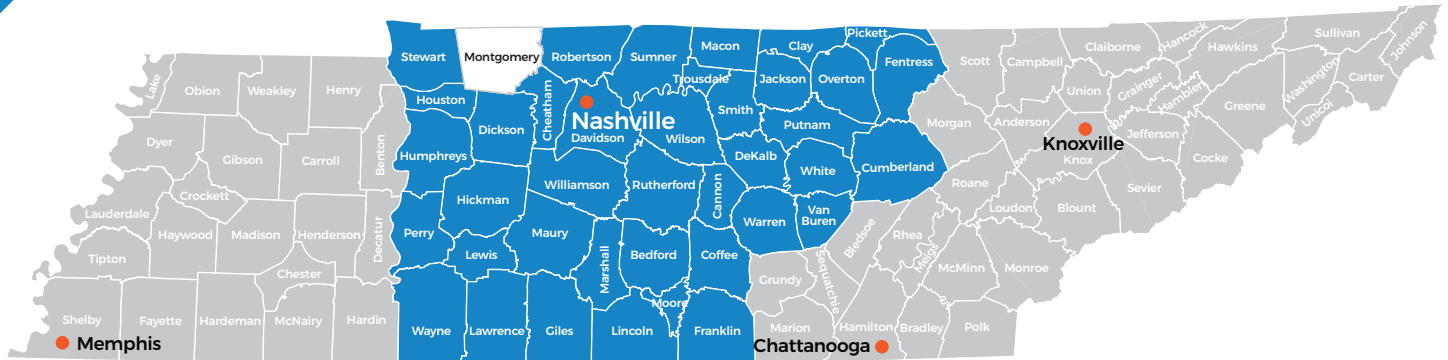 Stewart
Montgomery
Robertson
Sumner
Macon
Clay
Pickett
Fentress
Scott
Campbell
Claiborne
Hancock
Hawkins
Sullivan
Johnson
Lake
Obion
Weakley
Henry
Houston
Trousdale
Jackson
Overton
Union
Grainger
Hamblen
Washington
Carter
Unicoi
Greene
Dickson
Cheatham
Nashville
Davidson
Wilson
Smith
Putnam
Morgan
Anderson
Knoxville
Knox
Jefferson
Cocke
Dyer
Gibson
Carroll
Benton
Humphreys
DeKalb
White
Cumberland
Roane
Sevier
Crockett
Williamson
Rutherford
Cannon
Hickman
Lauderdale
Haywood
Madison
Henderson
Decatur
Perry
Maury
Warren
Van
Buren
Bledsoe
Rhea
Meigs
Loudon
Blount
Tipton
Chester
Lewis
Marshall
Bedford
Coffee
Grundy
Sequatchie
McMinn
Monroe
Shelby
Fayette
Hardeman
McNairy
Hardin
Wayne
Lawrence
Giles
Lincoln
Moore
Franklin
Marion
Hamilton
Bradley
Polk
Memphis
Chattanooga